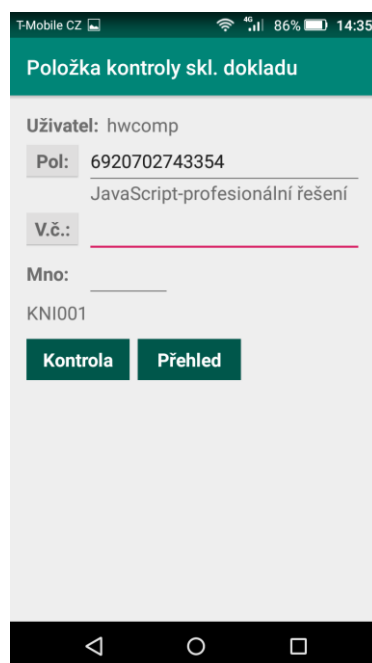 T-Mobile CZ 4G 86% 14:35
Položka kontroly skl. dokladu
Uživatel: hwcomp
Pol: 6920702743354
JavaScript-profesionální řešení
V.č.:
Mno:
KNI001
Kontrola Přehled